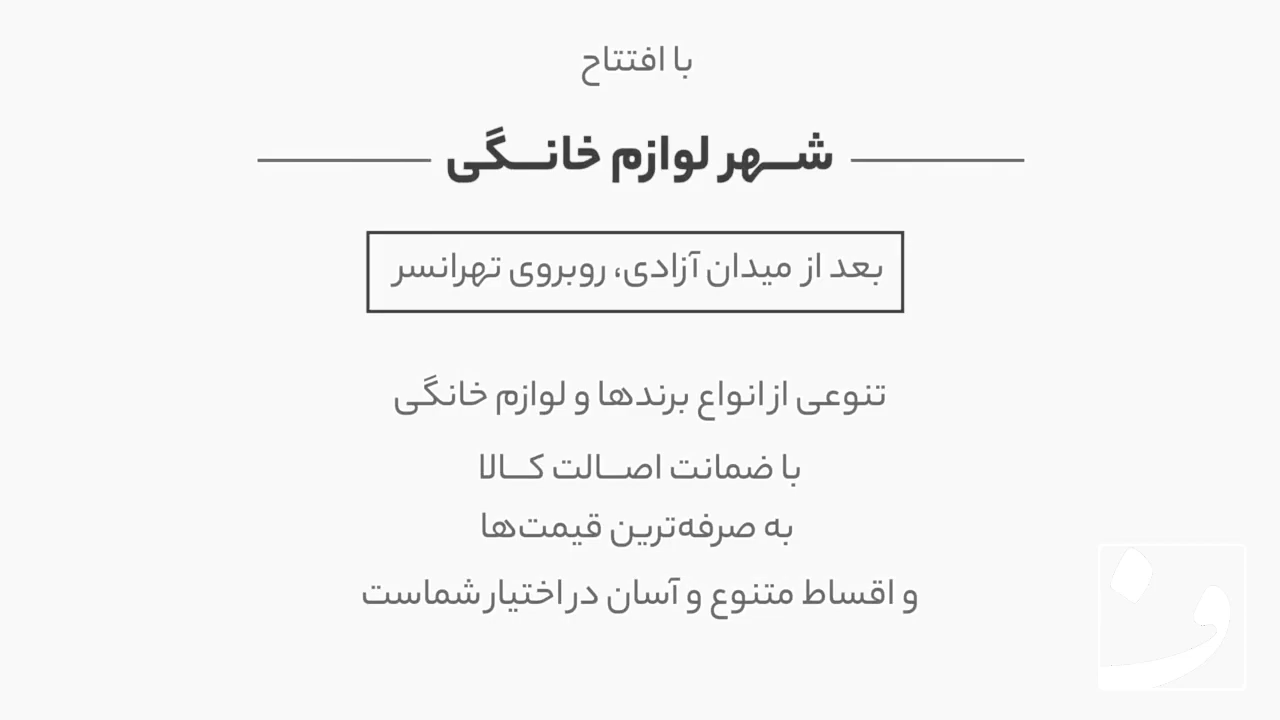 با افتتاح
شـــهر لوازم خانـــگی
بعد از میدان آزادی، روبروی تهرانسر
تنوعی از انواع برندها و لوازم خانگی
با ضمانت اصـــالت کـــالا
به صرفه‌ترین قیمت‌ها
و اقساط متنوع و آسان در اختیار شماست